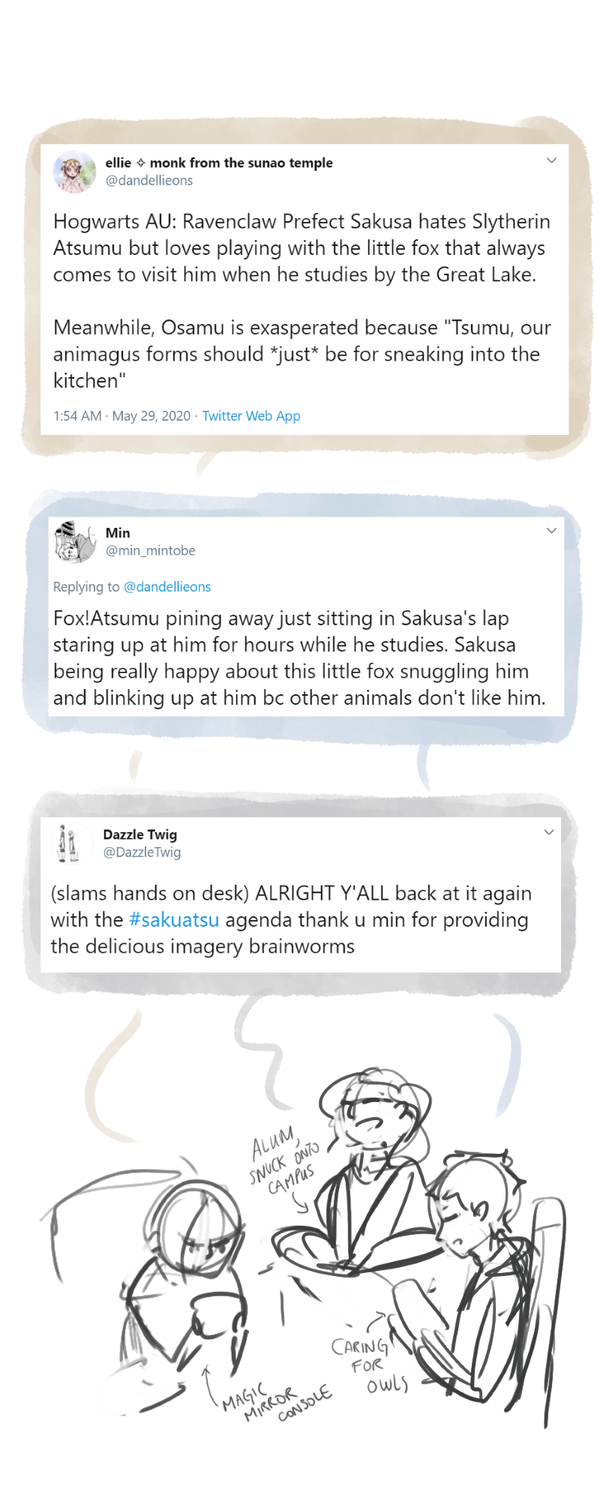 ellie ✧ monk from the sunao temple
@dandellieons
Hogwarts AU: Ravenclaw Prefect Sakusa hates Slytherin
Atsumu but loves playing with the little fox that always
comes to visit him when he studies by the Great Lake.
Meanwhile, Osamu is exasperated because "Tsumu, our
animagus forms should *just* be for sneaking into the
kitchen"
1:54 AM · May 29, 2020 · Twitter Web App
Min
@min_mintobe
Replying to @dandellieons
Fox!Atsumu pining away just sitting in Sakusa's lap
staring up at him for hours while he studies. Sakusa
being really happy about this little fox snuggling him
and blinking up at him bc other animals don't like him.
Dazzle Twig
@DazzleTwig
(slams hands on desk) ALRIGHT Y'ALL back at it again
with the #sakuatsu agenda thank u min for providing
the delicious imagery brainworms
ALUM,
SNUCK ONTO
CAMPUS
CARING
FOR
OWLS
MAGIC
MIRROR
CONSOLE